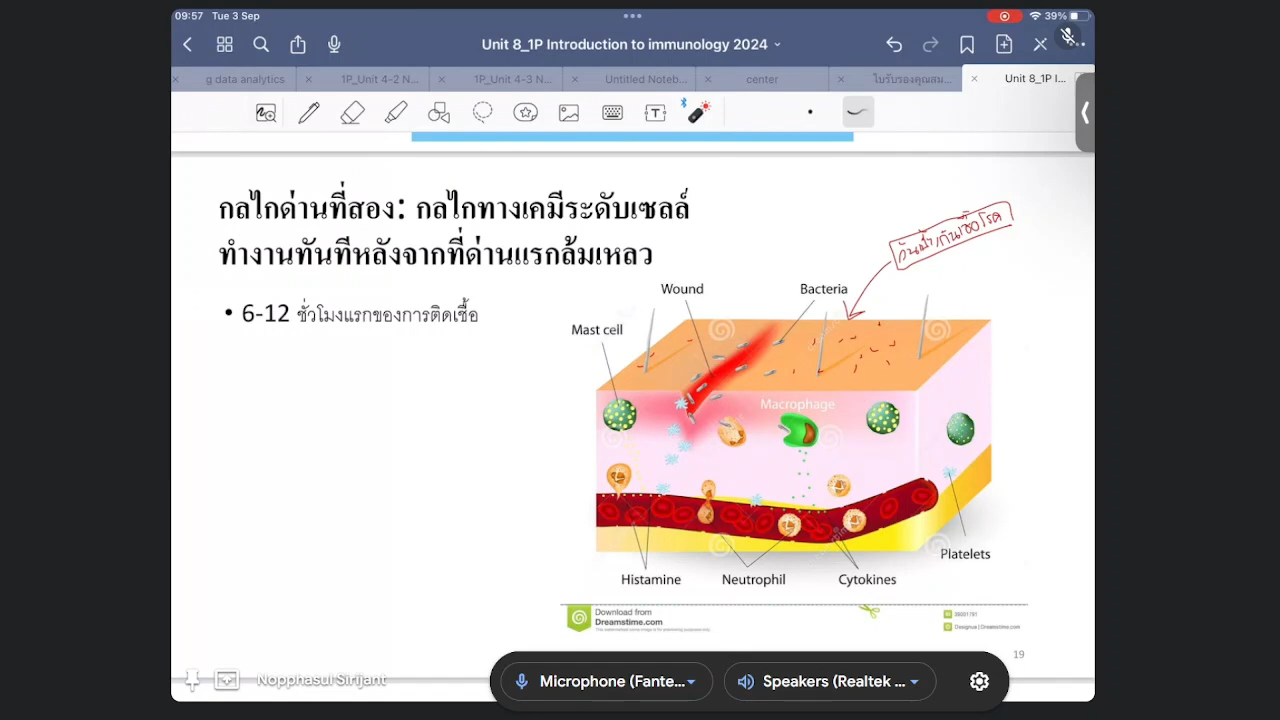 09:57 Tue 3 Sep
39%
Unit 8_1P Introduction to immunology 2024
g data analytics
1P_Unit 4-2 N...
1P_Unit 4-3 N...
Untitled Noteb...
center
ใบรับรองคุณสม...
Unit 8_1P I...
กลไกด่านที่สอง: กลไกทางเคมีระดับเซลล์
ทำงานทันทีหลังจากที่ด่านแรกล้มเหลว
• 6-12 ชั่วโมงแรกของการติดเชื้อ
Wound
Bacteria
Mast cell
Macrophage
Platelets
Histamine
Neutrophil
Cytokines
Download from
Dreamstime.com
Designua | Dreamstime.com
19
Nopphasul Sirijant
Microphone (Fante...
Speakers (Realtek ...